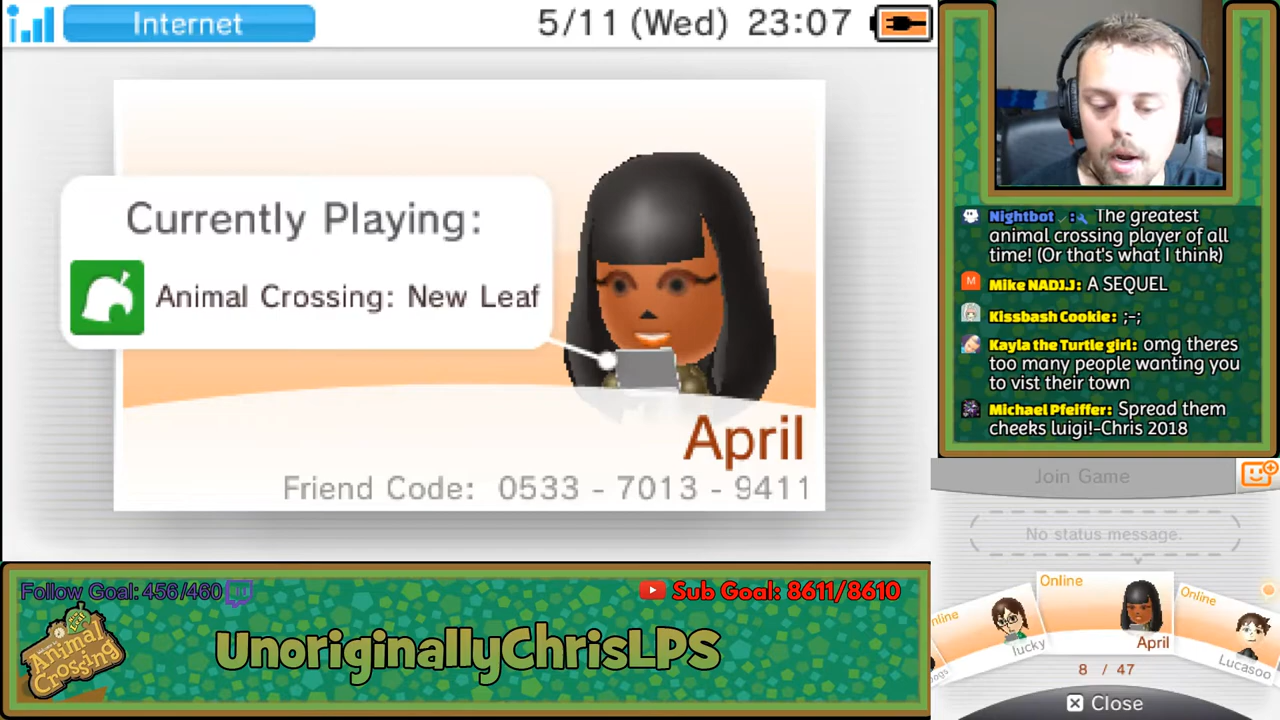 Internet
5/11 (Wed) 23:07
Currently Playing:
Animal Crossing: New Leaf
April
Friend Code: 0533 - 7013 - 9411
Nightbot : The greatest
animal crossing player of all
time! (Or that's what I think)
Mike NADJ.J: A SEQUEL
Kissbash Cookie: ;-;
Kayla the Turtle girl: omg theres
too many people wanting you
to vist their town
Michael Pfeiffer: Spread them
cheeks luigi!-Chris 2018
Join Game
No status message.
Online
lucky
Online
April
Online
Lucasoo
8 / 47
X Close
Follow Goal: 456/460
Sub Goal: 8611/8610
Animal
Crossing
UnoriginallyChrisLPS